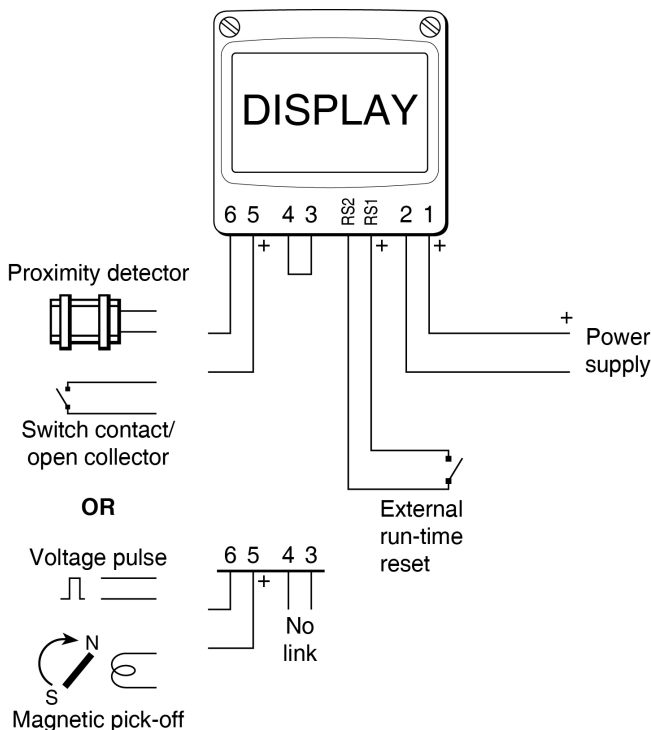 DISPLAY
6 5 4 3 RS2 RS1 2 1
+ + +
Proximity detector
+
Power
supply
Switch contact/
open collector
OR
External
run-time
reset
Voltage pulse
6 5 4 3
+
No
link
N
S
Magnetic pick-off